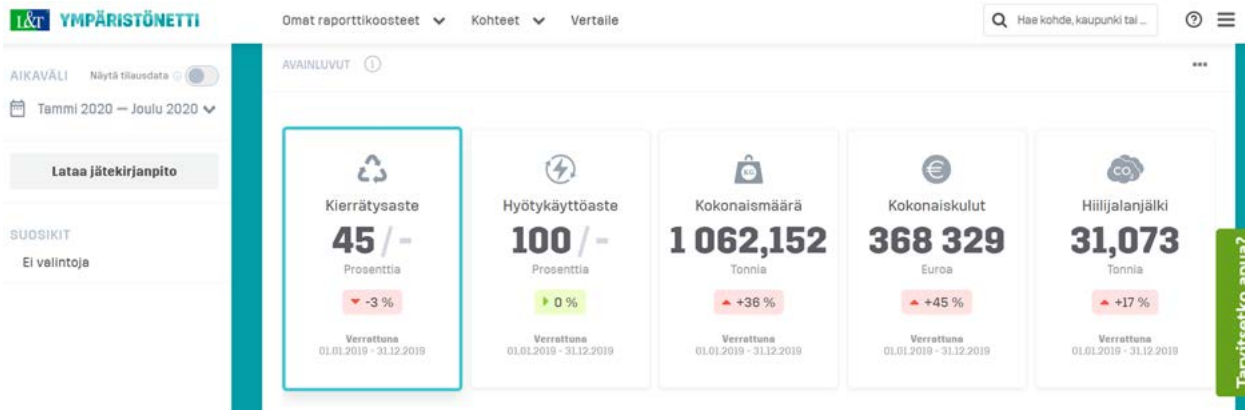 L&T YMPÄRISTÖNETTI
Omat raporttikoosteet Kohteet Vertaile
Hae kohde, kaupunki tai ...
?
AIKAVÄLI Näytä tilausdata
Tammi 2020 — Joulu 2020
Lataa jätekirjanpito
SUOSIKIT
Ei valintoja
AVAINLUVUT
Kierrätysaste
45 / -
Prosenttia
-3 %
Verrattuna
01.01.2019 - 31.12.2019
Hyötykäyttöaste
100 / -
Prosenttia
0 %
Verrattuna
01.01.2019 - 31.12.2019
KG
Kokonaismäärä
1 062,152
Tonnia
+36 %
Verrattuna
01.01.2019 - 31.12.2019
€
Kokonaiskulut
368 329
Euroa
+45 %
Verrattuna
01.01.2019 - 31.12.2019
CO2
Hiilijalanjälki
31,073
Tonnia
+17 %
Verrattuna
01.01.2019 - 31.12.2019
Tarvitsetko apua?